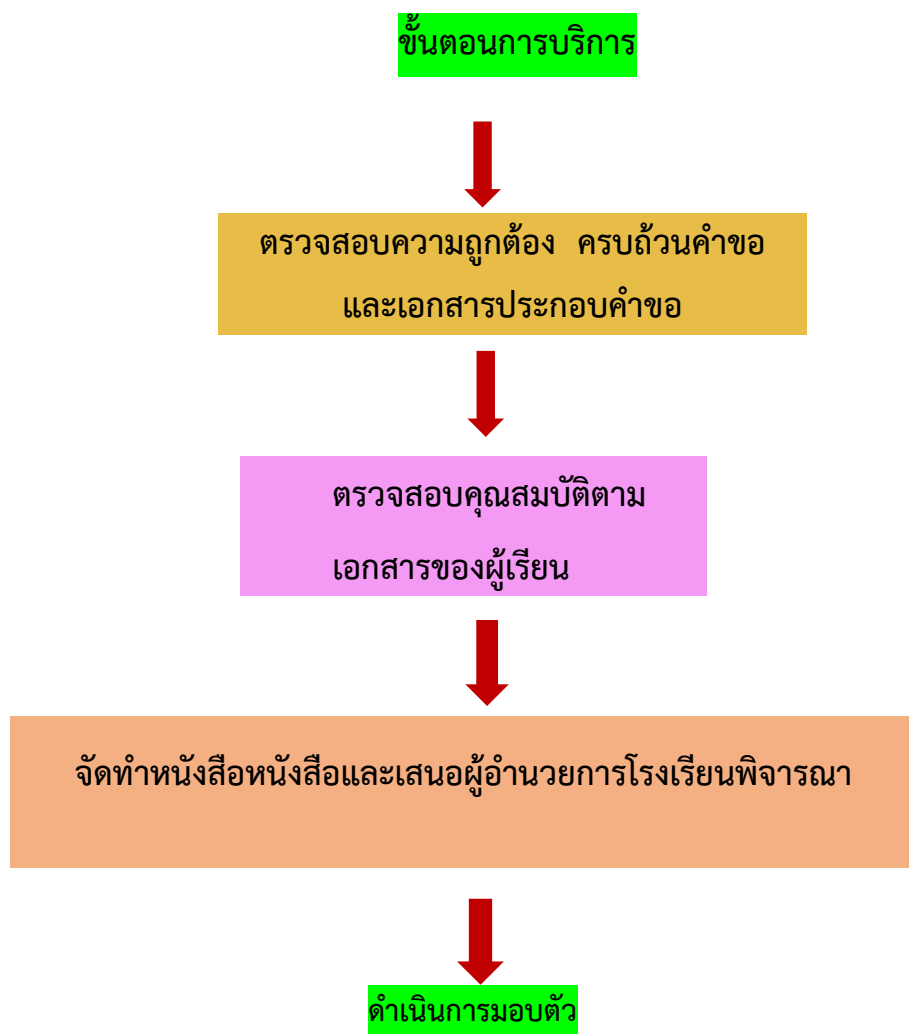 ขั้นตอนการบริการ
ตรวจสอบความถูกต้อง ครบถ้วนคำขอ
และเอกสารประกอบคำขอ
ตรวจสอบคุณสมบัติตาม
เอกสารของผู้เรียน
จัดทำหนังสือหนังสือและเสนอผู้อำนวยการโรงเรียนพิจารณา
ดำเนินการมอบตัว